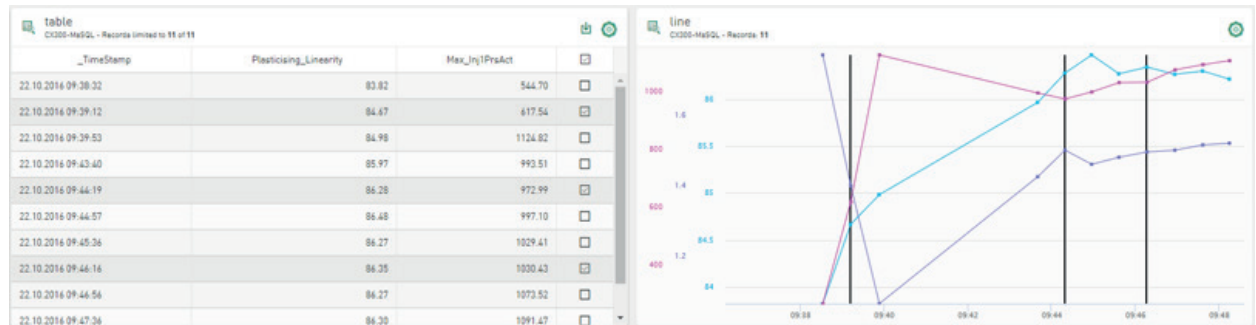 table
CX300-MaSQL - Records limited to 11 of 11
_TimeStamp Plasticising_Linearity Max_Inj1PrsAct
22.10.2016 09:38:32 83.82 544.70
22.10.2016 09:39:12 84.67 617.54
22.10.2016 09:39:53 84.98 1124.82
22.10.2016 09:43:40 85.97 993.51
22.10.2016 09:44:19 86.28 972.99
22.10.2016 09:44:57 86.48 997.10
22.10.2016 09:45:36 86.27 1029.41
22.10.2016 09:46:16 86.35 1030.43
22.10.2016 09:46:56 86.27 1073.52
22.10.2016 09:47:36 86.30 1091.47
line
CX300-MaSQL - Records: 11
1000
86
1.6
800
85.5
1.4
85
600
84.5
1.2
400
84
09:38 09:40 09:42 09:44 09:46 09:48